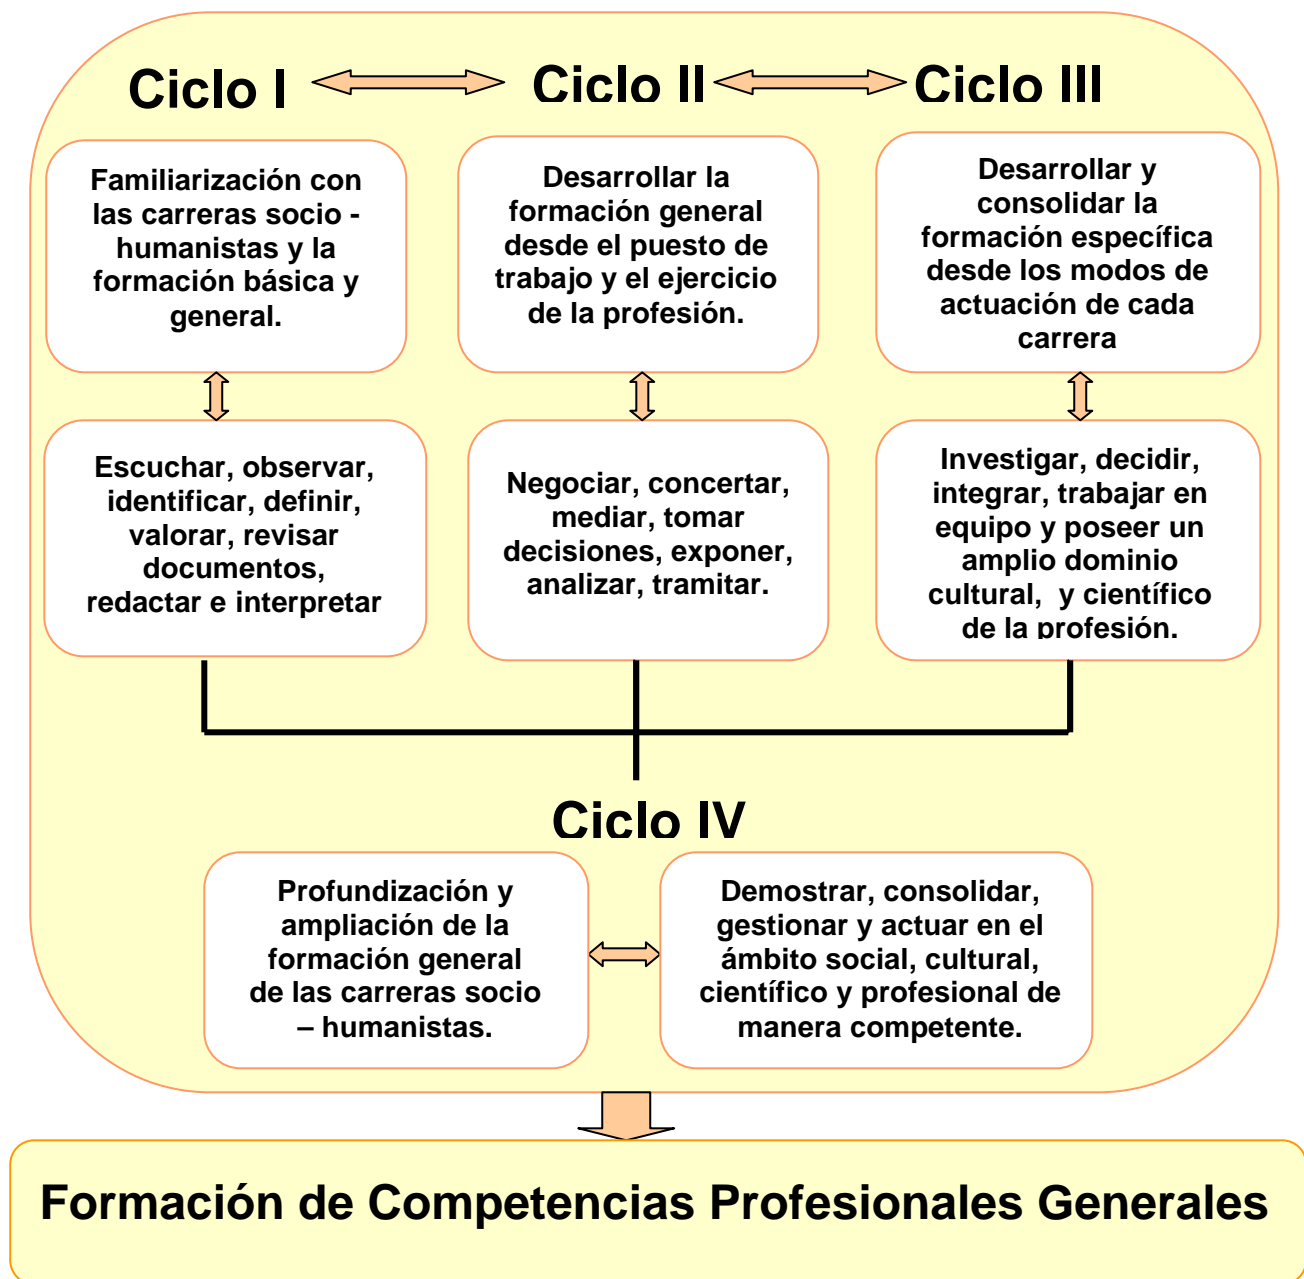 Ciclo I
Ciclo II
Ciclo III
Familiarización con
las carreras socio -
humanistas y la
formación básica y
general.
Desarrollar la
formación general
desde el puesto de
trabajo y el ejercicio
de la profesión.
Desarrollar y
consolidar la
formación específica
desde los modos de
actuación de cada
carrera
Escuchar, observar,
identificar, definir,
valorar, revisar
documentos,
redactar e interpretar
Negociar, concertar,
mediar, tomar
decisiones, exponer,
analizar, tramitar.
Investigar, decidir,
integrar, trabajar en
equipo y poseer un
amplio dominio
cultural,  y científico
de la profesión.
Ciclo IV
Profundización y
ampliación de la
formación general
de las carreras socio
– humanistas.
Demostrar, consolidar,
gestionar y actuar en el
ámbito social, cultural,
científico y profesional de
manera competente.
Formación de Competencias Profesionales Generales